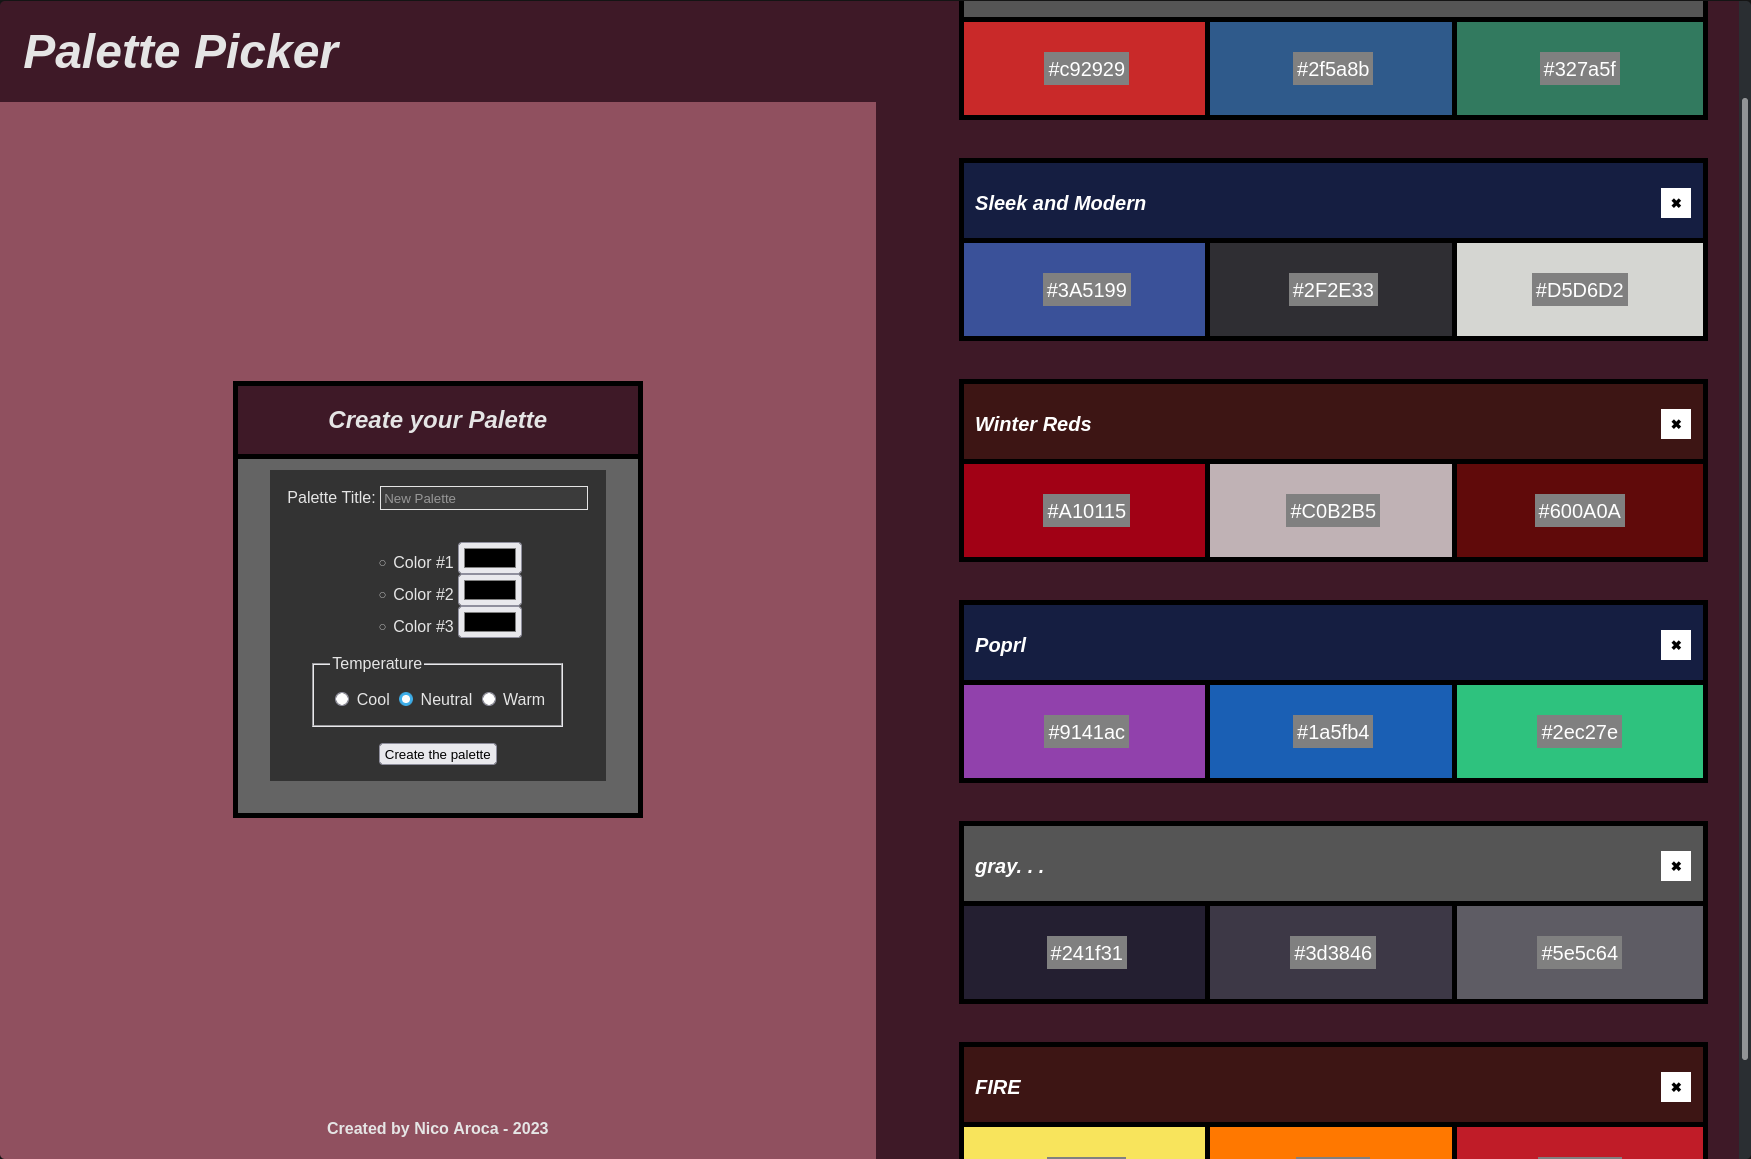 Palette Picker
Create your Palette
Palette Title: New Palette
○ Color #1
○ Color #2
○ Color #3
Temperature
Cool Neutral Warm
Create the palette
Created by Nico Aroca - 2023
#c92929 #2f5a8b #327a5f
Sleek and Modern ✖
#3A5199 #2F2E33 #D5D6D2
Winter Reds ✖
#A10115 #C0B2B5 #600A0A
Poprl ✖
#9141ac #1a5fb4 #2ec27e
gray. . . ✖
#241f31 #3d3846 #5e5c64
FIRE ✖